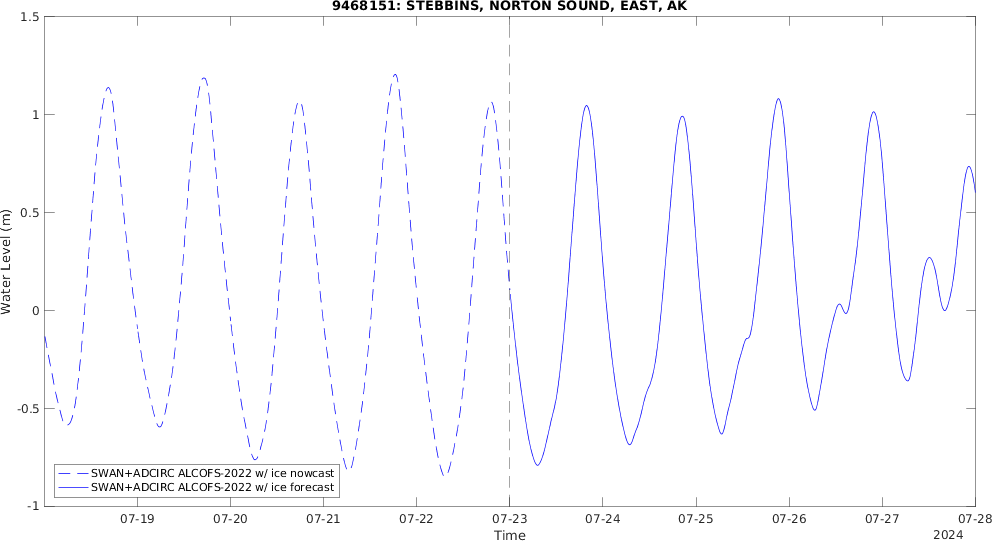 9468151: STEBBINS, NORTON SOUND, EAST, AK
1.5
1
0.5
0
-0.5
-1
Water Level (m)
SWAN+ADCIRC ALCOFS-2022 w/ ice nowcast
SWAN+ADCIRC ALCOFS-2022 w/ ice forecast
07-19 07-20 07-21 07-22 07-23 07-24 07-25 07-26 07-27 07-28
Time
2024